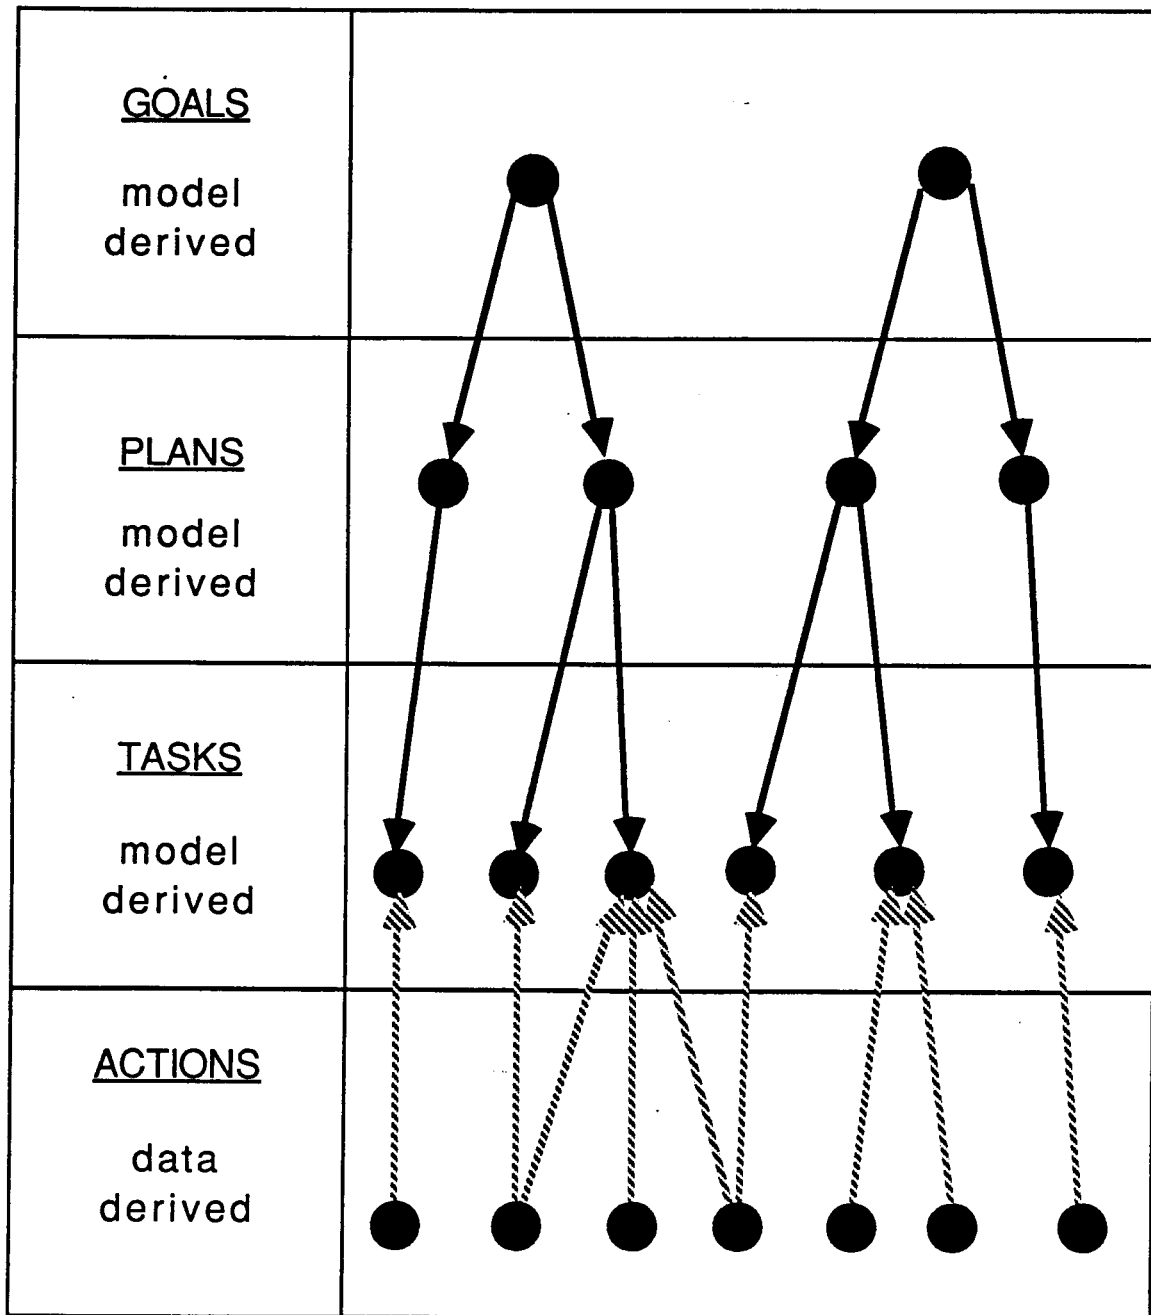 GOALS
model
derived
PLANS
model
derived
TASKS
model
derived
ACTIONS
data
derived